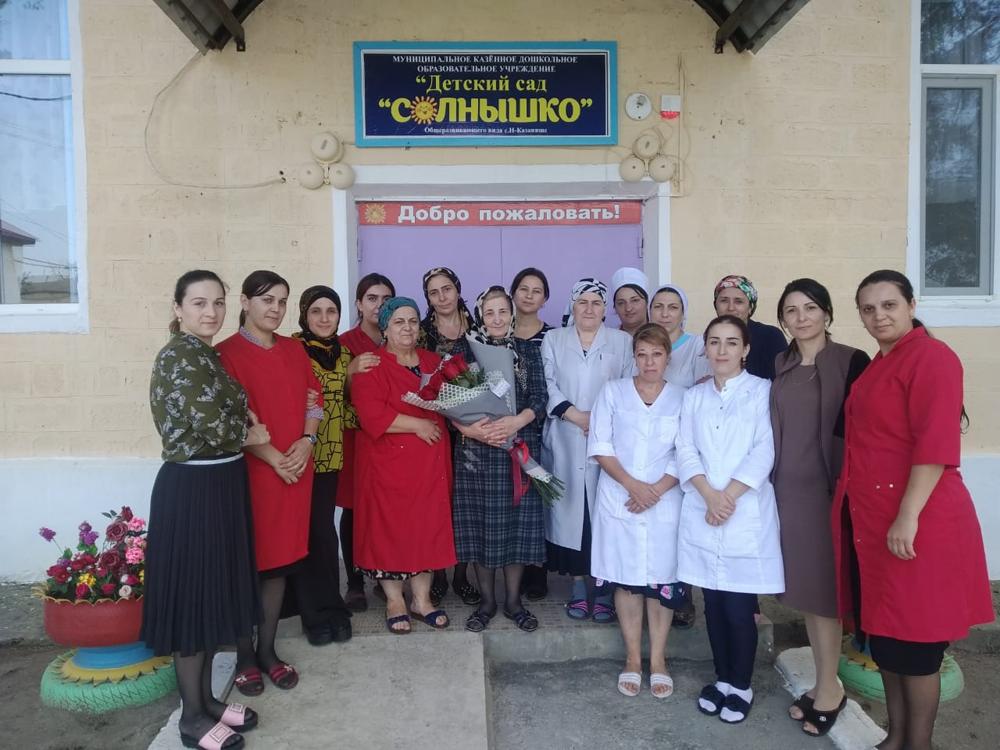 МУНИЦИПАЛЬНОЕ КАЗЁННОЕ ДОШКОЛЬНОЕ
ОБРАЗОВАТЕЛЬНОЕ УЧРЕЖДЕНИЕ
“Детский сад
“СОЛНЫШКО”
Общеразвивающего вида с.Н-Казанище
Добро пожаловать!